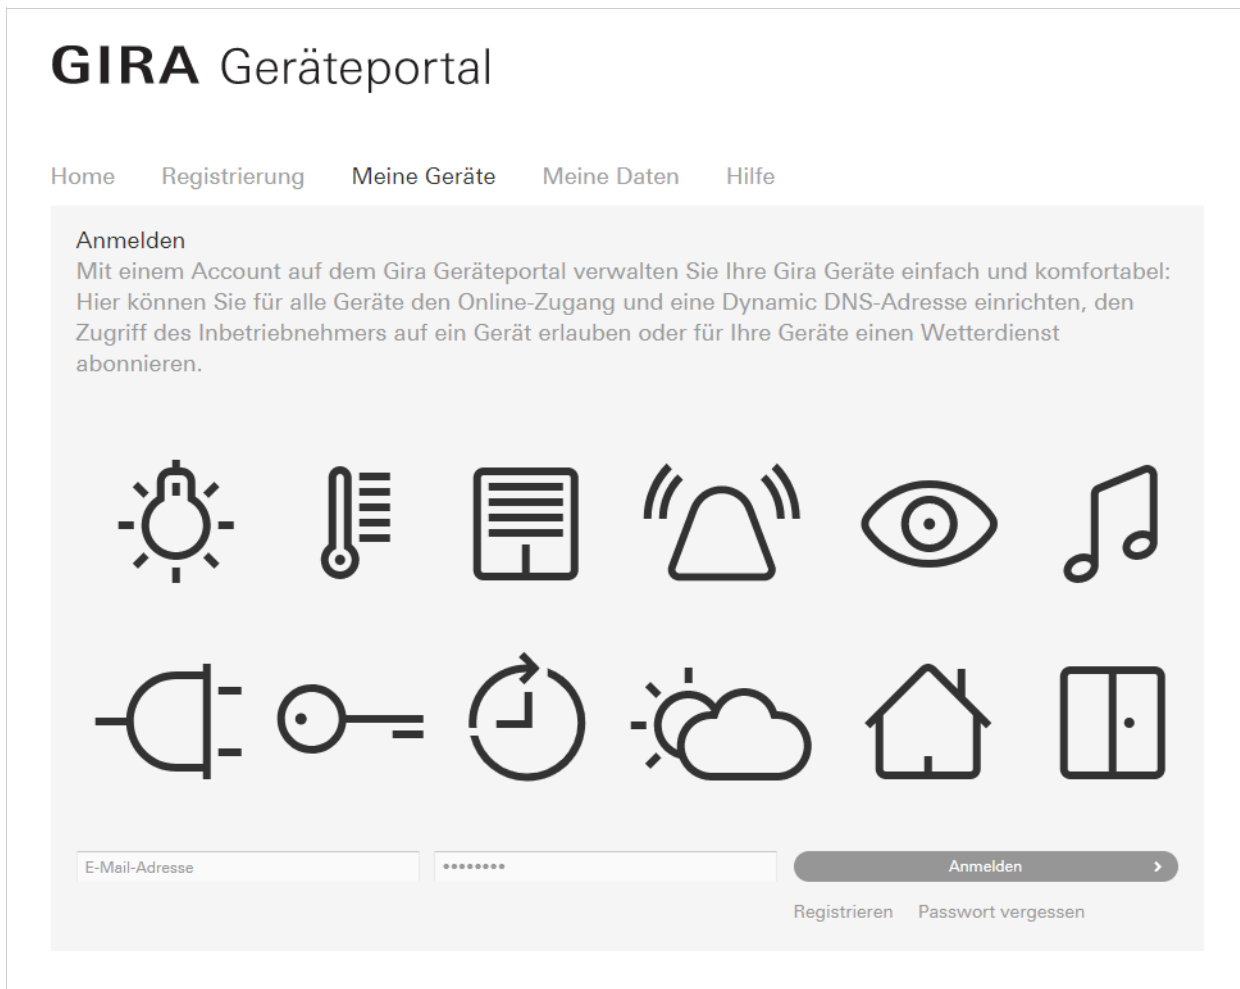 GIRA Geräteportal
Home Registrierung Meine Geräte Meine Daten Hilfe
Anmelden
Mit einem Account auf dem Gira Geräteportal verwalten Sie Ihre Gira Geräte einfach und komfortabel:
Hier können Sie für alle Geräte den Online-Zugang und eine Dynamic DNS-Adresse einrichten, den
Zugriff des Inbetriebnehmers auf ein Gerät erlauben oder für Ihre Geräte einen Wetterdienst
abonnieren.
E-Mail-Adresse •••••••• Anmelden
Registrieren Passwort vergessen